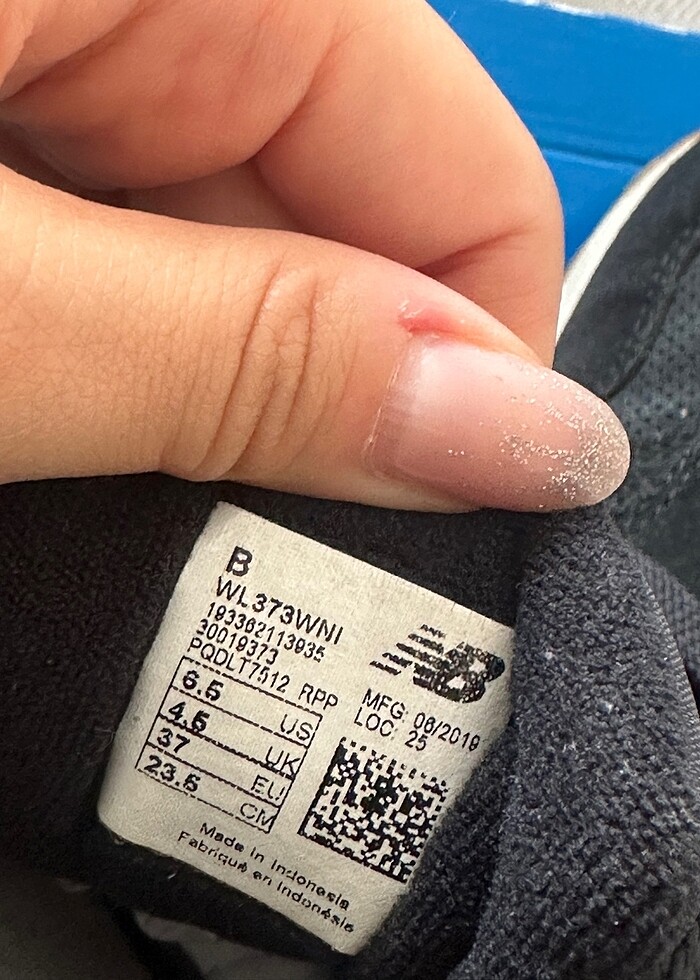 B
WL373WNI
193362113935
30019373
PQDLT7512 RPP
6.5 US
4.5 UK
37 EU
23.5 CM
NB
MFG: 06/2019
LOC: 25
Made in Indonesia
Fabriqué en Indonésie